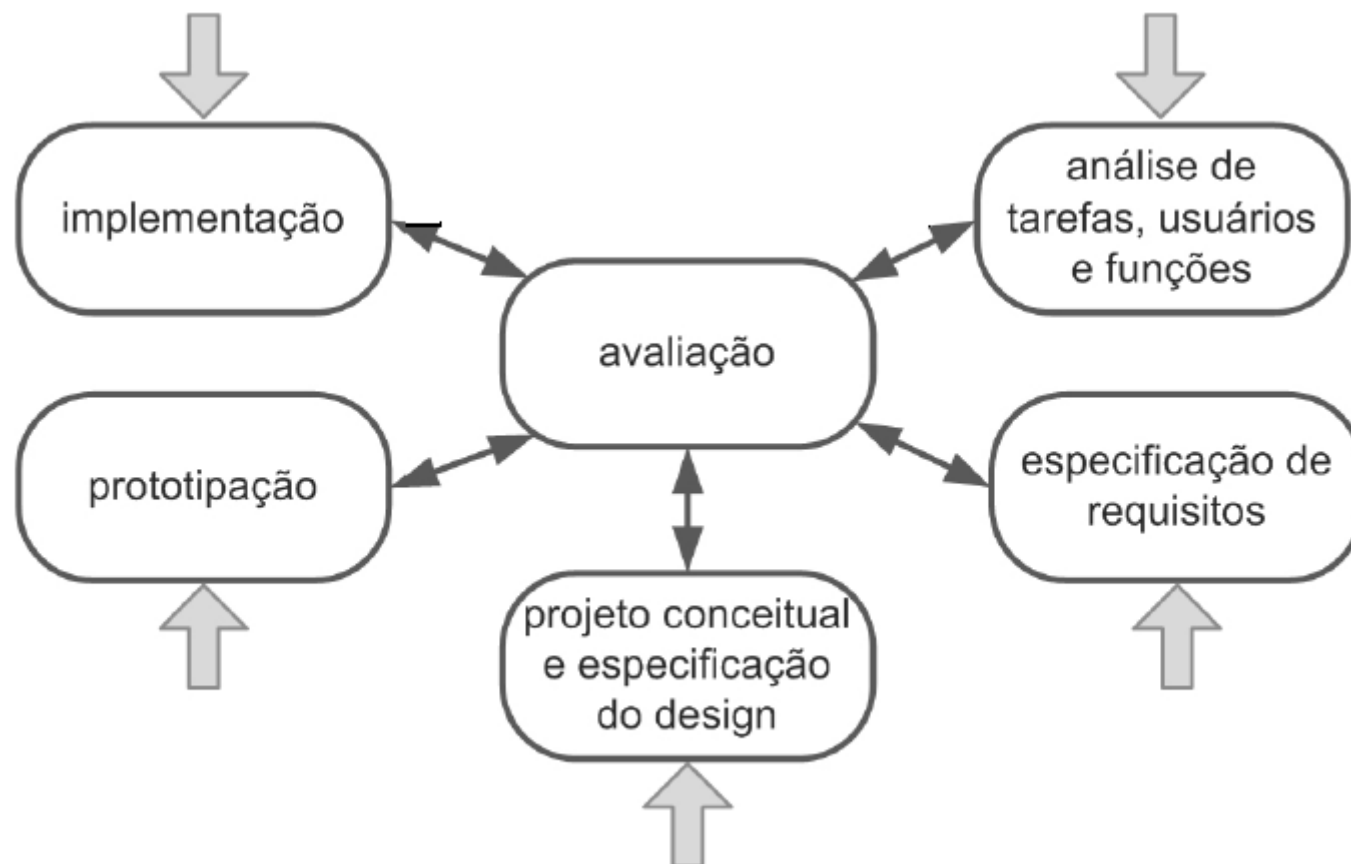 implementação
análise de
tarefas, usuários
e funções
avaliação
prototipação
especificação de
requisitos
projeto conceitual
e especificação
do design